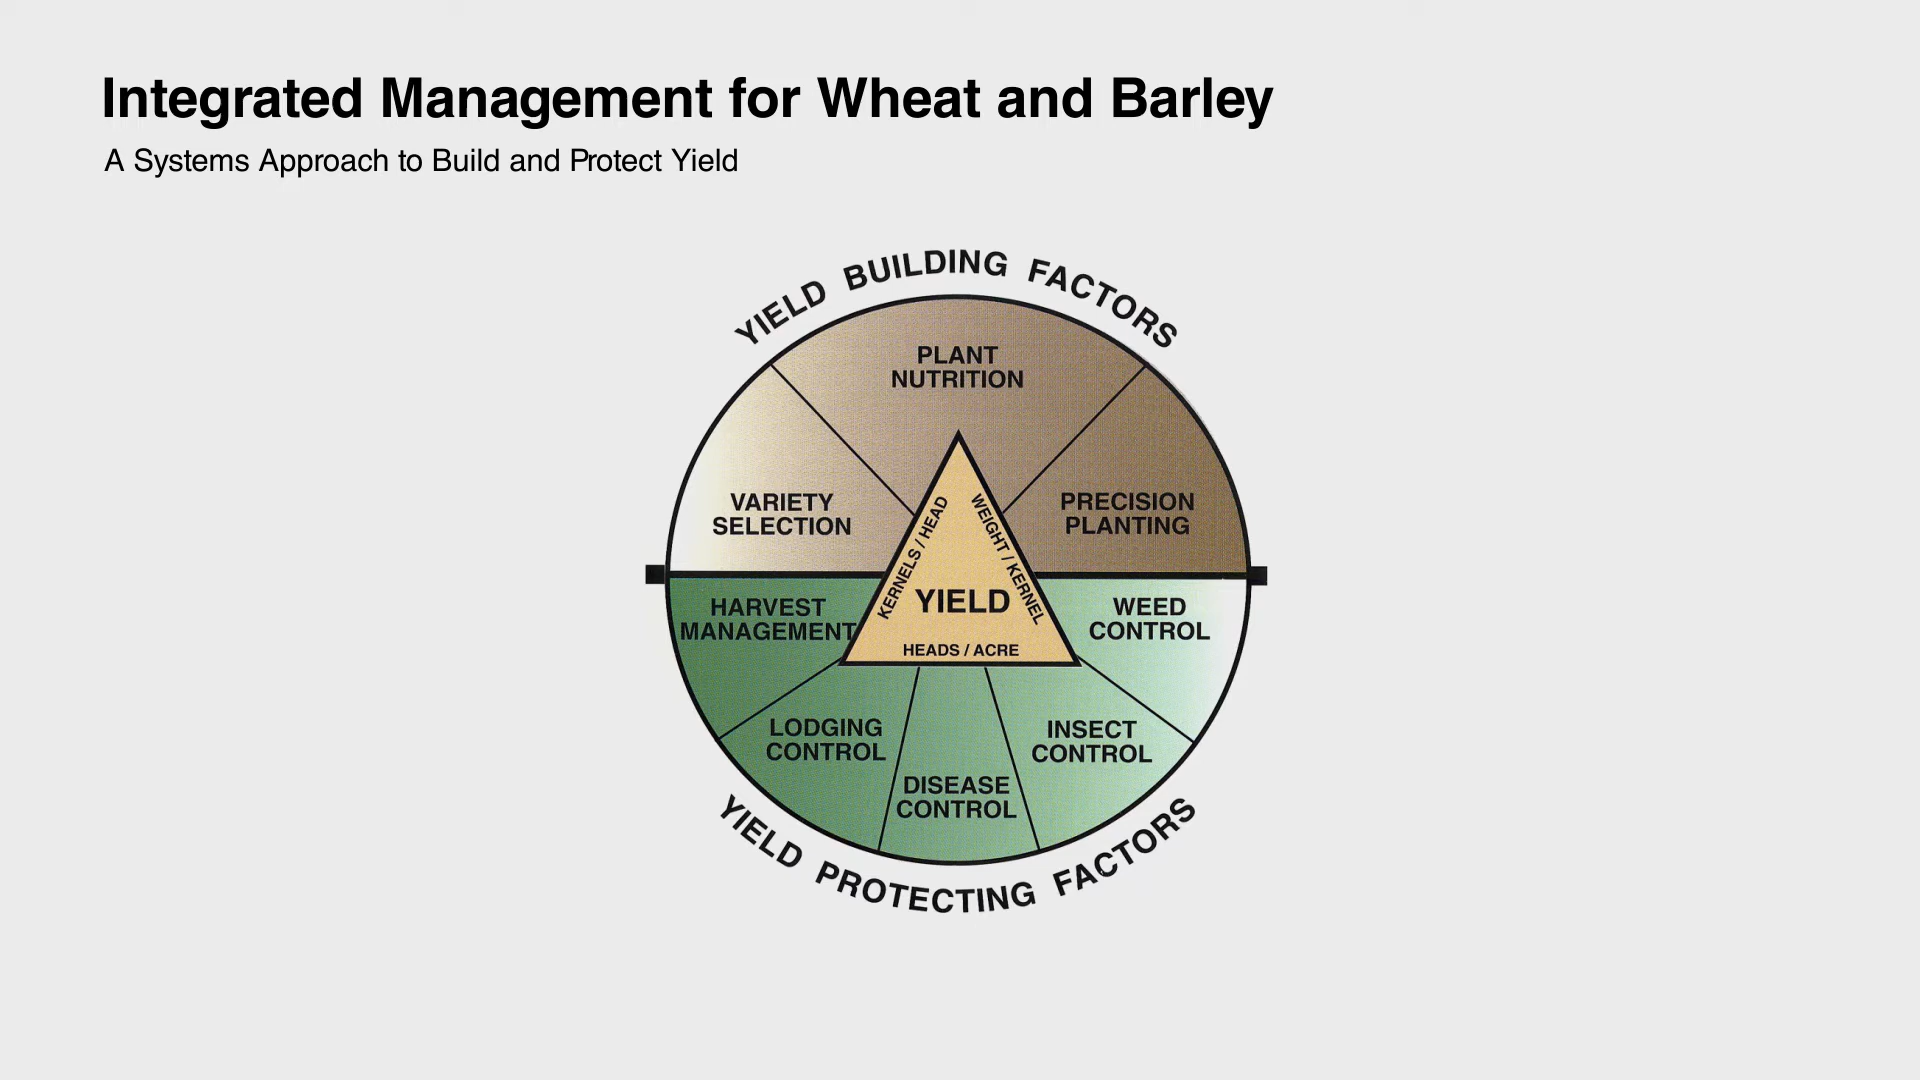 Integrated Management for Wheat and Barley
A Systems Approach to Build and Protect Yield
YIELD BUILDING FACTORS
PLANT
NUTRITION
VARIETY
SELECTION
PRECISION
PLANTING
KERNELS / HEAD
WEIGHT / KERNEL
YIELD
HEADS / ACRE
HARVEST
MANAGEMENT
WEED
CONTROL
LODGING
CONTROL
INSECT
CONTROL
DISEASE
CONTROL
YIELD PROTECTING FACTORS